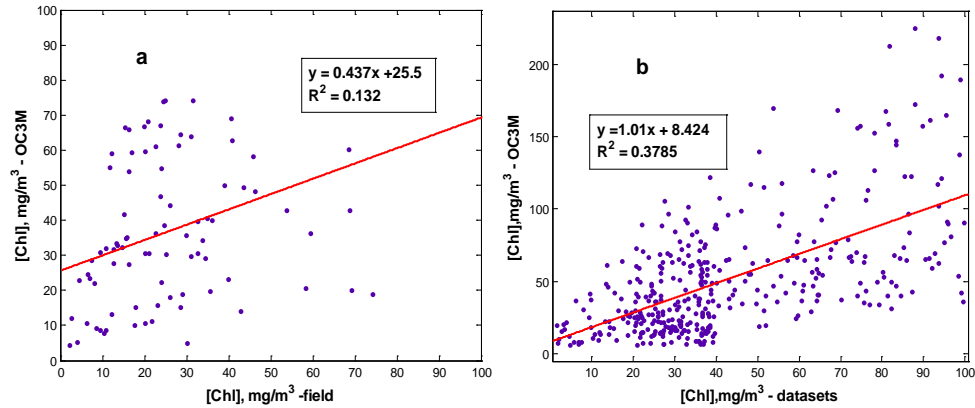 a
y = 0.437x +25.5
R² = 0.132
[Chl], mg/m³ - OC3M
100
90
80
70
60
50
40
30
20
10
0
0 10 20 30 40 50 60 70 80 90 100
[Chl], mg/m³ -field
b
y =1.01x + 8.424
R² = 0.3785
[Chl],mg/m³ - OC3M
200
150
100
50
0
10 20 30 40 50 60 70 80 90 100
[Chl],mg/m³ - datasets